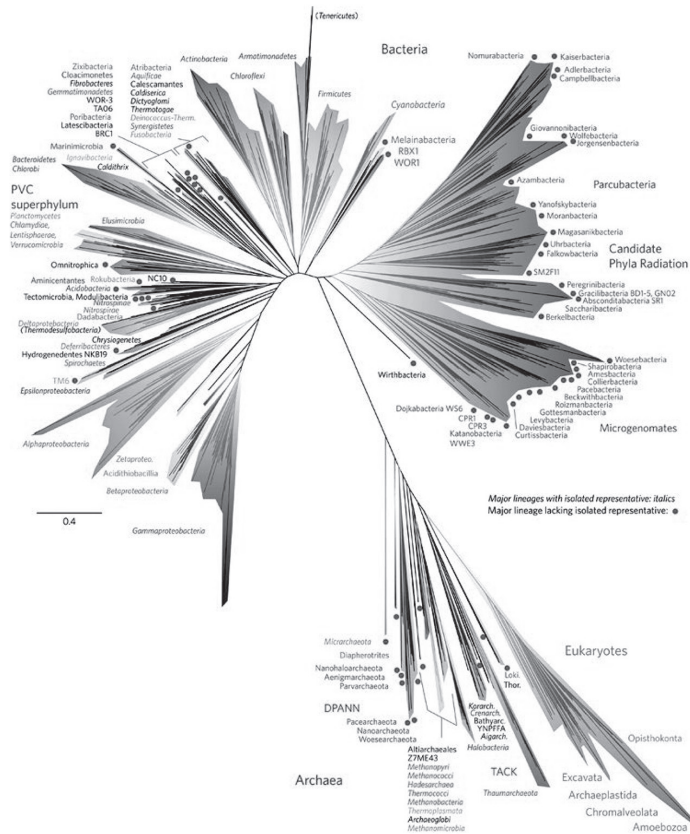 (Tenericutes)
Bacteria
Actinobacteria
Armatimonadetes
Chloroflexi
Firmicutes
Cyanobacteria
Melainabacteria
RBX1
WOR1
Zixibacteria
Cloacimonetes
Fibrobacteres
Gemmatimonadetes
WOR-3
TA06
Poribacteria
Latescibacteria
BRC1
Atribacteria
Aquificae
Calescamantes
Caldiserica
Dictyoglomi
Thermotogae
Deinococcus-Therm.
Synergistetes
Fusobacteria
Marinimicrobia
Ignavibacteria
Bacteroidetes
Chlorobi
Caldithrix
PVC
superphylum
Planctomycetes
Chlamydiae,
Lentisphaerae,
Verrucomicrobia
Elusimicrobia
Omnitrophica
Aminicentantes
Rokubacteria
NC10
Acidobacteria
Tectomicrobia, Modulibacteria
Nitrospinae
Nitrospirae
Dadabacteria
Deltaprotebacteria
(Thermodesulfobacteria)
Chrysiogenetes
Deferribacteres
Hydrogenedentes NKB19
Spirochaetes
TM6
Epsilonproteobacteria
Alphaproteobacteria
Zetaproteo.
Acidithiobacillia
Betaproteobacteria
Gammaproteobacteria
0.4
Nomurabacteria
Kaiserbacteria
Adlerbacteria
Campbellbacteria
Giovannonibacteria
Wolfebacteria
Jorgensenbacteria
Azambacteria
Parcubacteria
Yanofskybacteria
Moranbacteria
Magasanikbacteria
Uhrbacteria
Falkowbacteria
Candidate
Phyla Radiation
SM2F11
Peregrinibacteria
Gracilibacteria BD1-5, GN02
Absconditabacteria SR1
Saccharibacteria
Berkelbacteria
Wirthbacteria
Woesebacteria
Shapirobacteria
Amesbacteria
Collierbacteria
Pacebacteria
Beckwithbacteria
Roizmanbacteria
Gottesmanbacteria
Levybacteria
Daviesbacteria
Curtissbacteria
Microgenomates
Dojkabacteria WS6
CPR1
CPR3
Katanobacteria
WWE3
Major lineages with isolated representative: italics
Major lineage lacking isolated representative:
Micrarchaeota
Diapherotrites
Nanohaloarchaeota
Aenigmarchaeota
Parvarchaeota
DPANN
Pacearchaeota
Nanoarchaeota
Woesearchaeota
Altiarchaeales
Z7ME43
Methanopyri
Methanococci
Hadesarchaea
Thermococci
Methanobacteria
Thermoplasmata
Archaeoglobi
Methanomicrobia
Halobacteria
Archaea
Loki.
Thor.
Korarch.
Crenarch.
Bathyarc.
YNPFFA
Aigarch.
TACK
Thaumarchaeota
Eukaryotes
Opisthokonta
Excavata
Archaeplastida
Chromalveolata
Amoebozoa